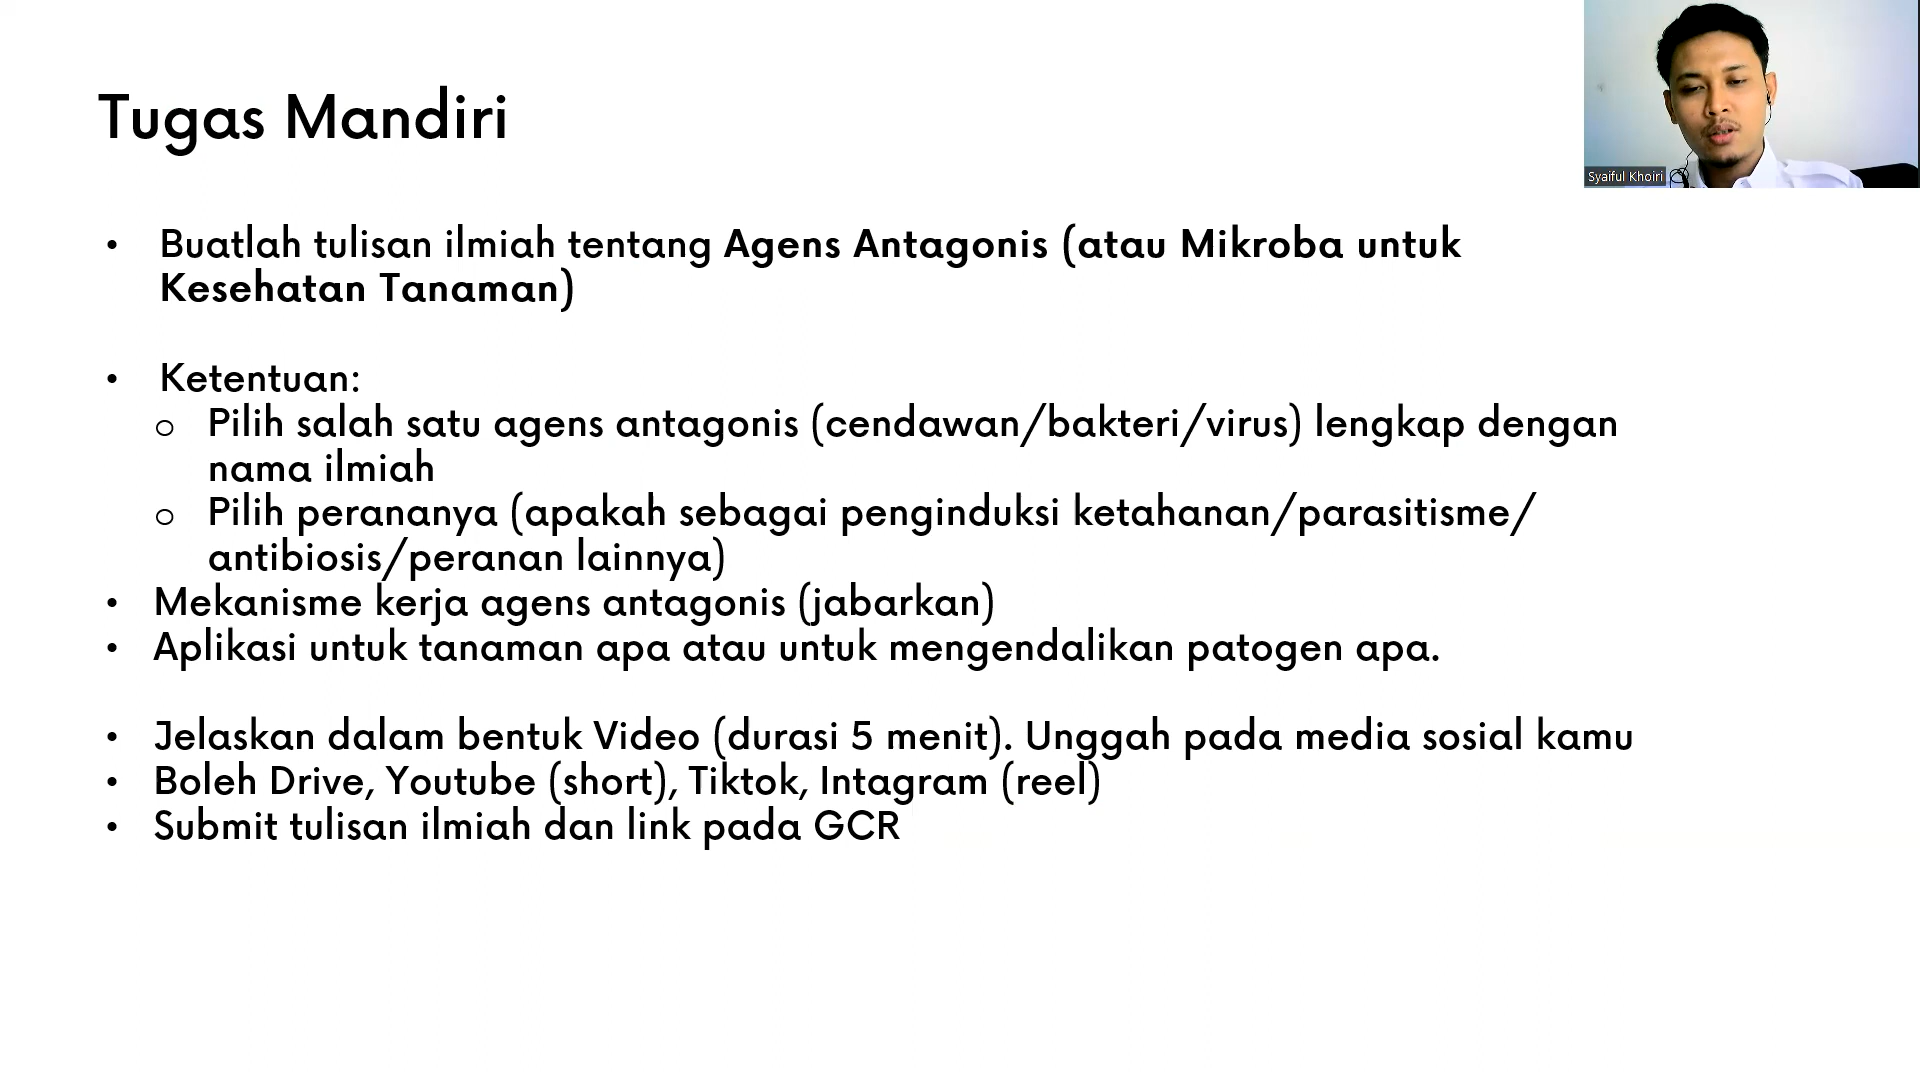 Tugas Mandiri
Syaiful Khoiri
• Buatlah tulisan ilmiah tentang Agens Antagonis (atau Mikroba untuk
Kesehatan Tanaman)
• Ketentuan:
o Pilih salah satu agens antagonis (cendawan/bakteri/virus) lengkap dengan
nama ilmiah
o Pilih perananya (apakah sebagai penginduksi ketahanan/parasitisme/
antibiosis/peranan lainnya)
• Mekanisme kerja agens antagonis (jabarkan)
• Aplikasi untuk tanaman apa atau untuk mengendalikan patogen apa.
• Jelaskan dalam bentuk Video (durasi 5 menit). Unggah pada media sosial kamu
• Boleh Drive, Youtube (short), Tiktok, Intagram (reel)
• Submit tulisan ilmiah dan link pada GCR